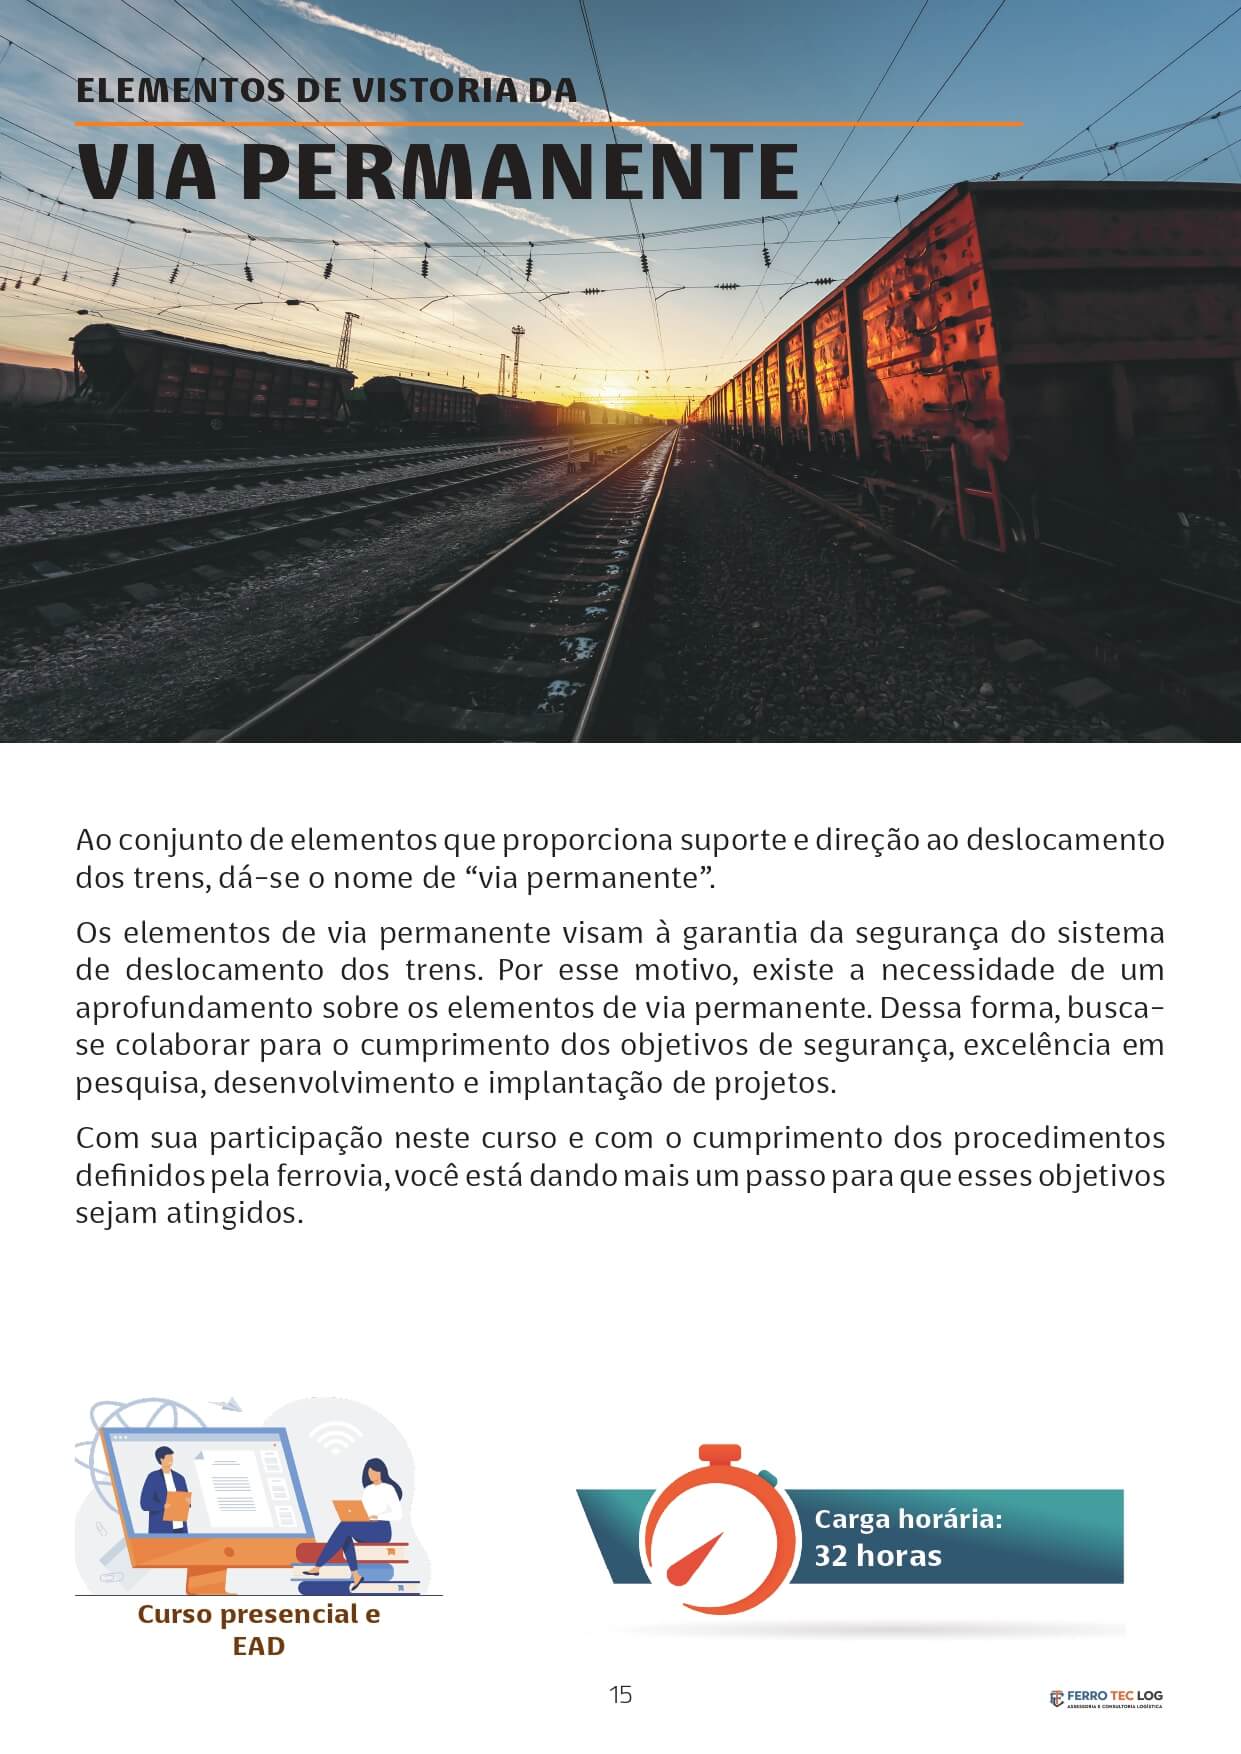 ELEMENTOS DE VISTORIA DA
VIA PERMANENTE
Ao conjunto de elementos que proporciona suporte e direção ao deslocamento
dos trens, dá-se o nome de “via permanente”.
Os elementos de via permanente visam à garantia da segurança do sistema
de deslocamento dos trens. Por esse motivo, existe a necessidade de um
aprofundamento sobre os elementos de via permanente. Dessa forma, busca-
se colaborar para o cumprimento dos objetivos de segurança, excelência em
pesquisa, desenvolvimento e implantação de projetos.
Com sua participação neste curso e com o cumprimento dos procedimentos
definidos pela ferrovia, você está dando mais um passo para que esses objetivos
sejam atingidos.
Curso presencial e
EAD
Carga horária:
32 horas
15
FERRO TEC LOG
ASSESSORIA E CONSULTORIA LOGÍSTICA